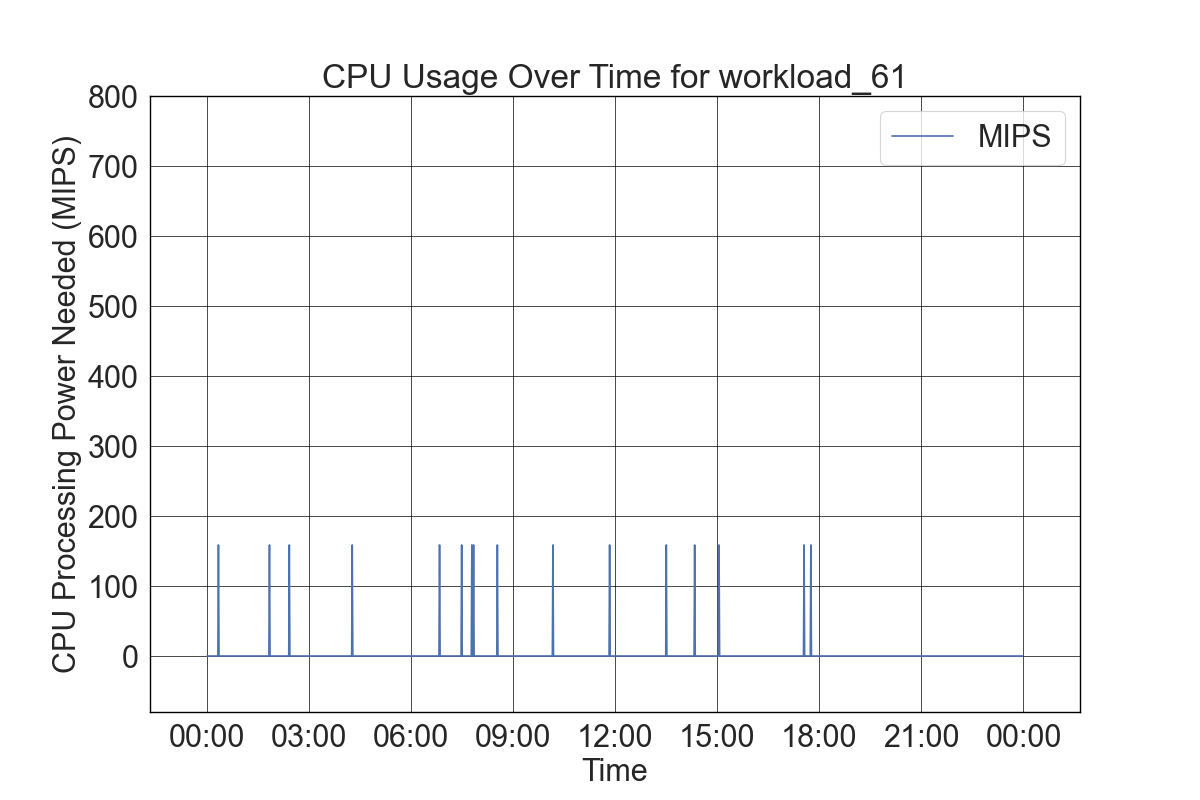 CPU Usage Over Time for workload_61
MIPS
CPU Processing Power Needed (MIPS)
800
700
600
500
400
300
200
100
0
00:00 03:00 06:00 09:00 12:00 15:00 18:00 21:00 00:00
Time